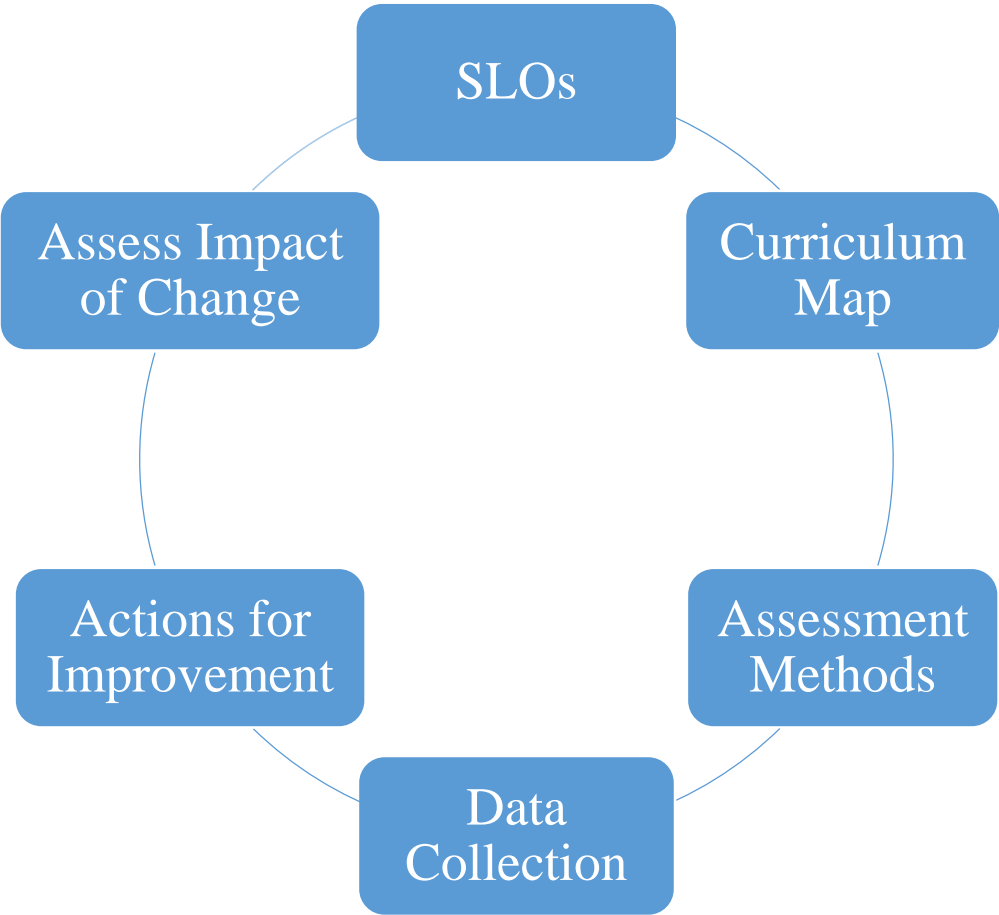 SLOs
Curriculum
Map
Assessment
Methods
Data
Collection
Actions for
Improvement
Assess Impact
of Change